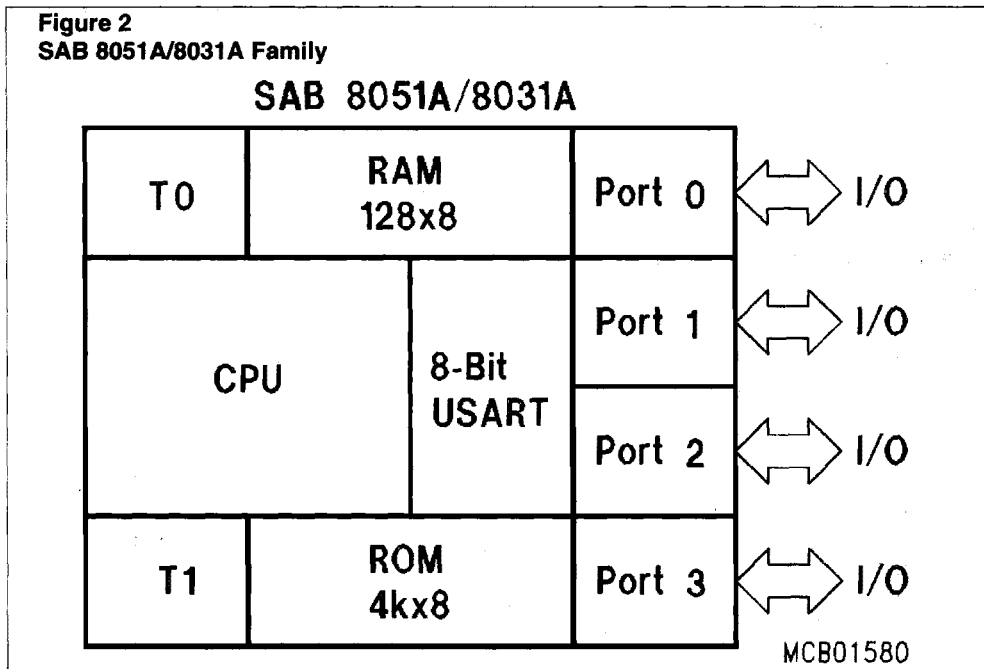 Figure 2
SAB 8051A/8031A Family
SAB 8051A/8031A
T0
RAM
128x8
Port 0
I/O
CPU
8-Bit
USART
Port 1
I/O
Port 2
I/O
T1
ROM
4kx8
Port 3
I/O
MCB01580